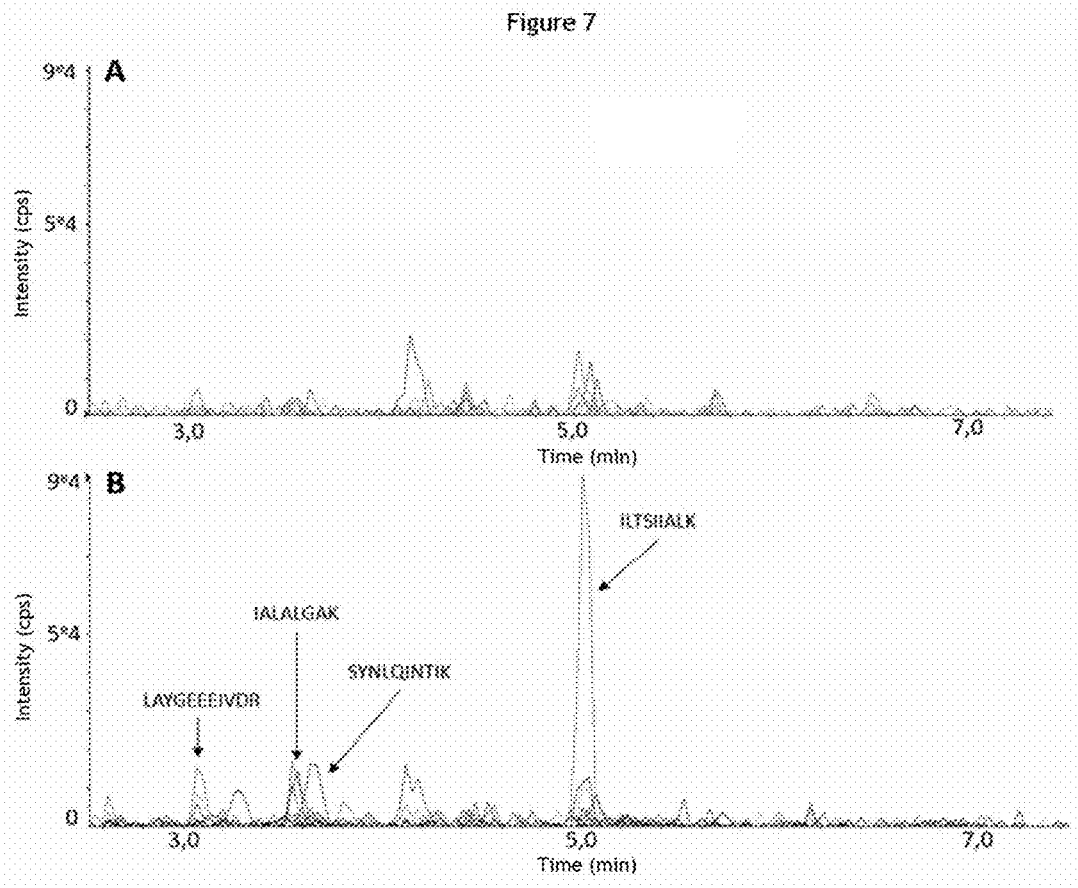 Figure 7
9*4 A
5*4
Intensity (cps)
0
3,0 5,0 7,0
Time (min)
9*4 B
ILTSIIALK
IALALGAK
5*4
SYNLQINTIK
Intensity (cps)
LAYGEEEIVDR
0
3,0 5,0 7,0
Time (min)